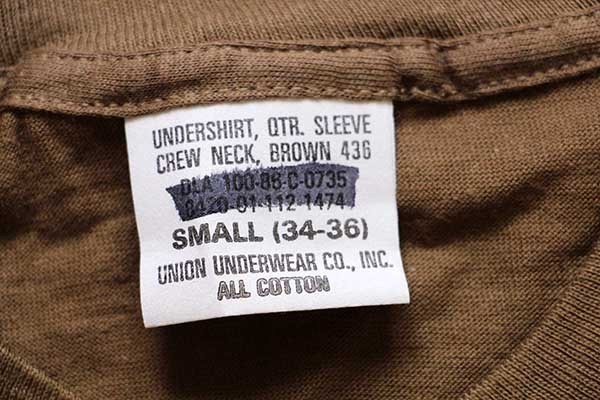 UNDERSHIRT, QTR. SLEEVE
CREW NECK, BROWN 436
DLA 100-86-C-0735
8420-01-112-1474
SMALL (34-36)
UNION UNDERWEAR CO., INC.
ALL COTTON